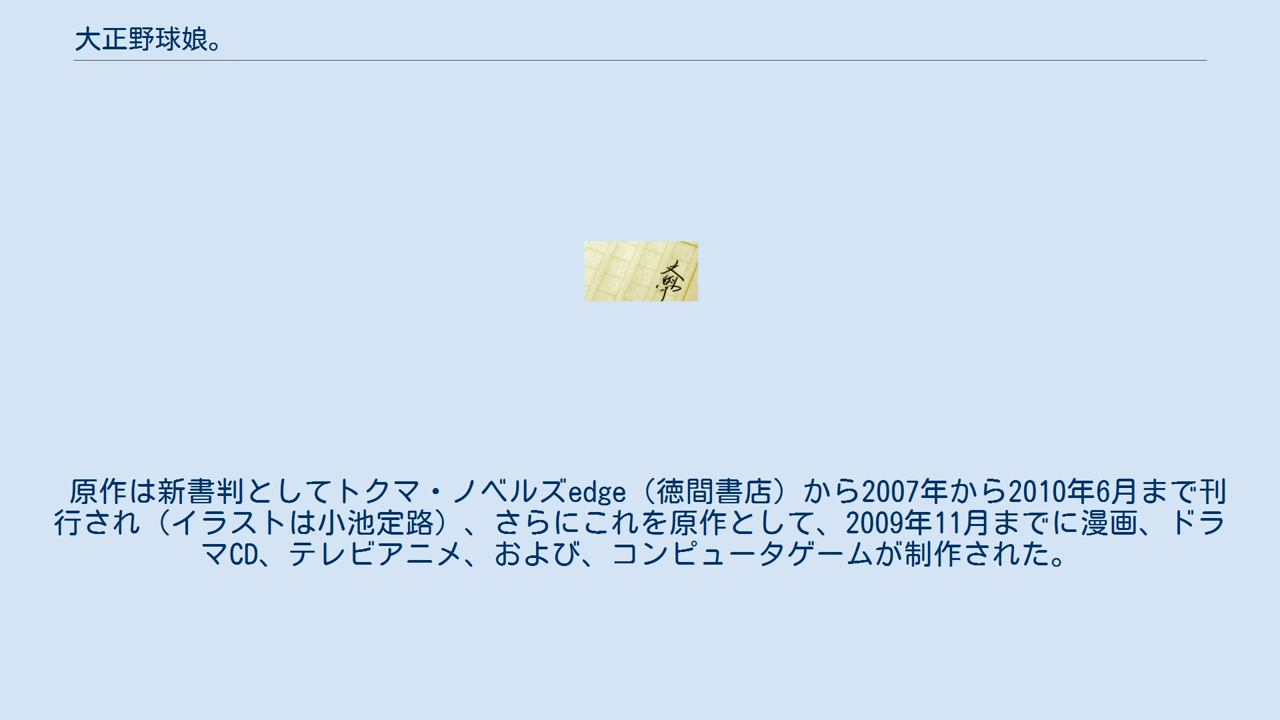 大正野球娘。
原作は新書判としてトクマ・ノベルズedge（徳間書店）から2007年から2010年6月まで刊
行され（イラストは小池定路）、さらにこれを原作として、2009年11月までに漫画、ドラ
マCD、テレビアニメ、および、コンピュータゲームが制作された。